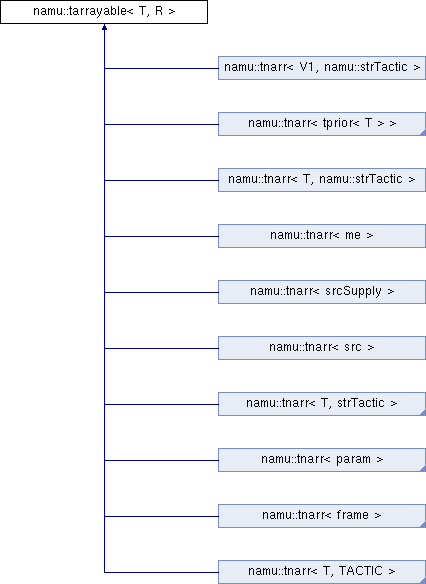 namu::tarrayable< T, R >
namu::tnarr< V1, namu::strTactic >
namu::tnarr< tprior< T > >
namu::tnarr< T, namu::strTactic >
namu::tnarr< me >
namu::tnarr< srcSupply >
namu::tnarr< src >
namu::tnarr< T, strTactic >
namu::tnarr< param >
namu::tnarr< frame >
namu::tnarr< T, TACTIC >